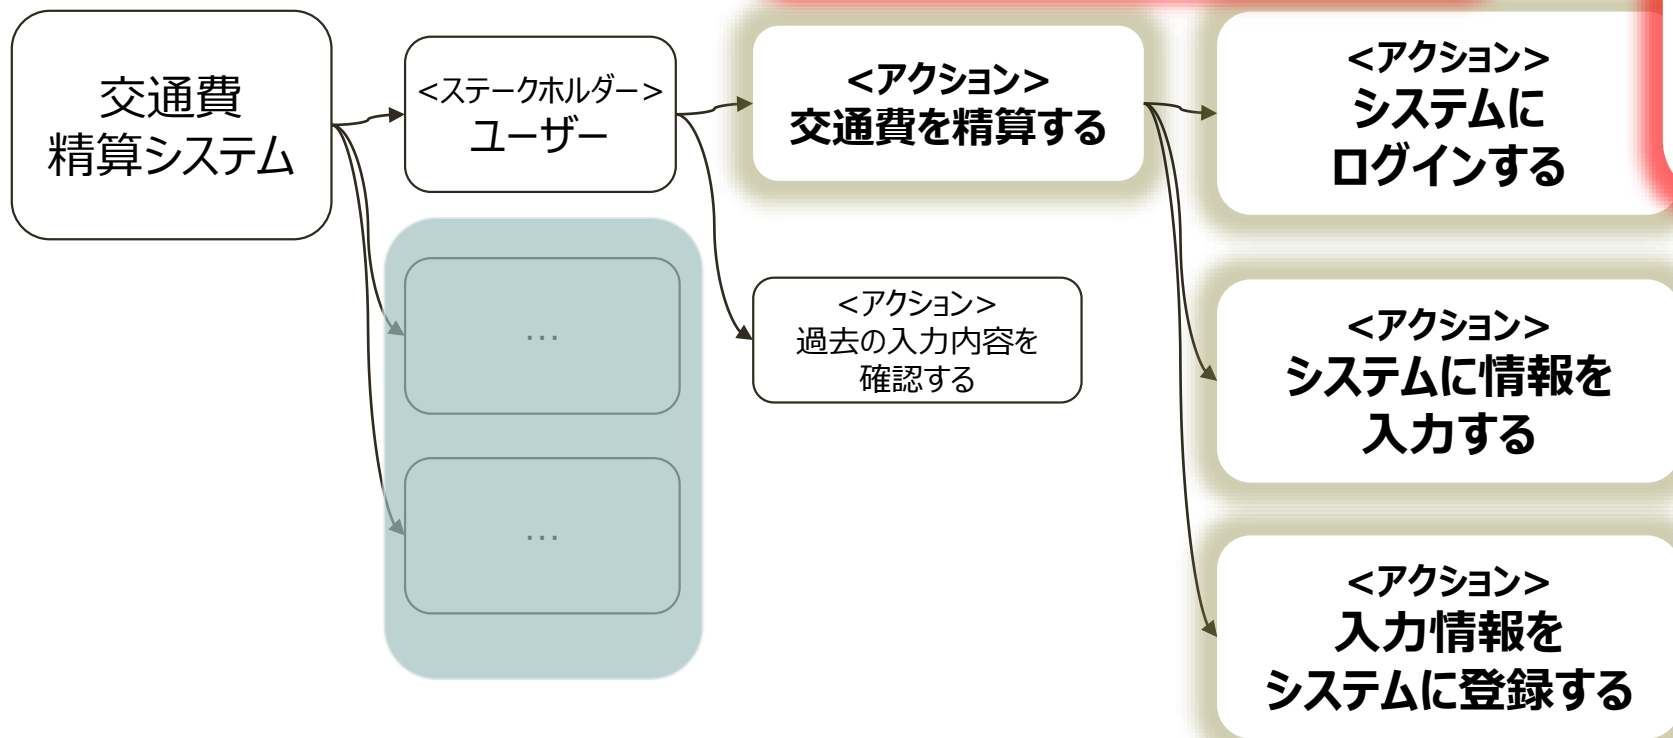 交通費
精算システム
<ステークホルダー>
ユーザー
…
…
<アクション>
交通費を精算する
<アクション>
過去の入力内容を
確認する
<アクション>
システムに
ログインする
<アクション>
システムに情報を
入力する
<アクション>
入力情報を
システムに登録する